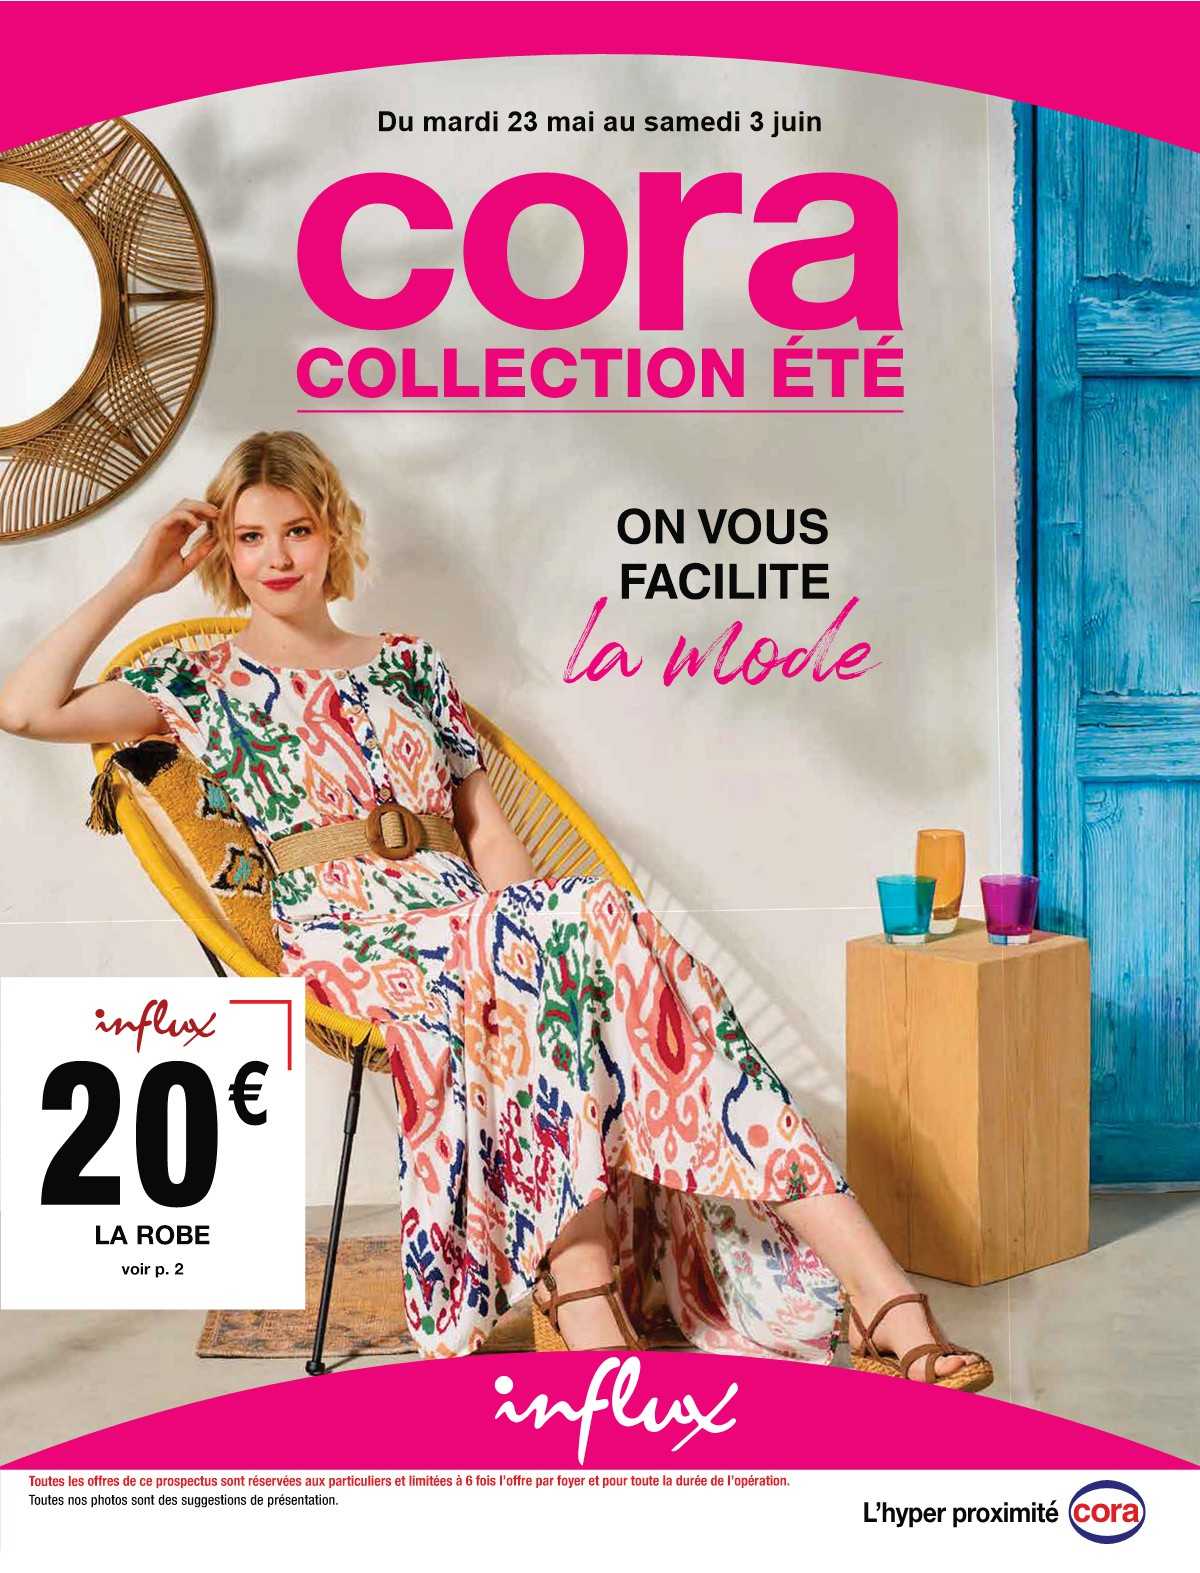 Du mardi 23 mai au samedi 3 juin
cora
COLLECTION ÉTÉ
ON VOUS
FACILITE
la mode
influx
20€
LA ROBE
voir p. 2
influx
Toutes les offres de ce prospectus sont réservées aux particuliers et limitées à 6 fois l'offre par foyer et pour toute la durée de l'opération.
Toutes nos photos sont des suggestions de présentation.
L'hyper proximité cora